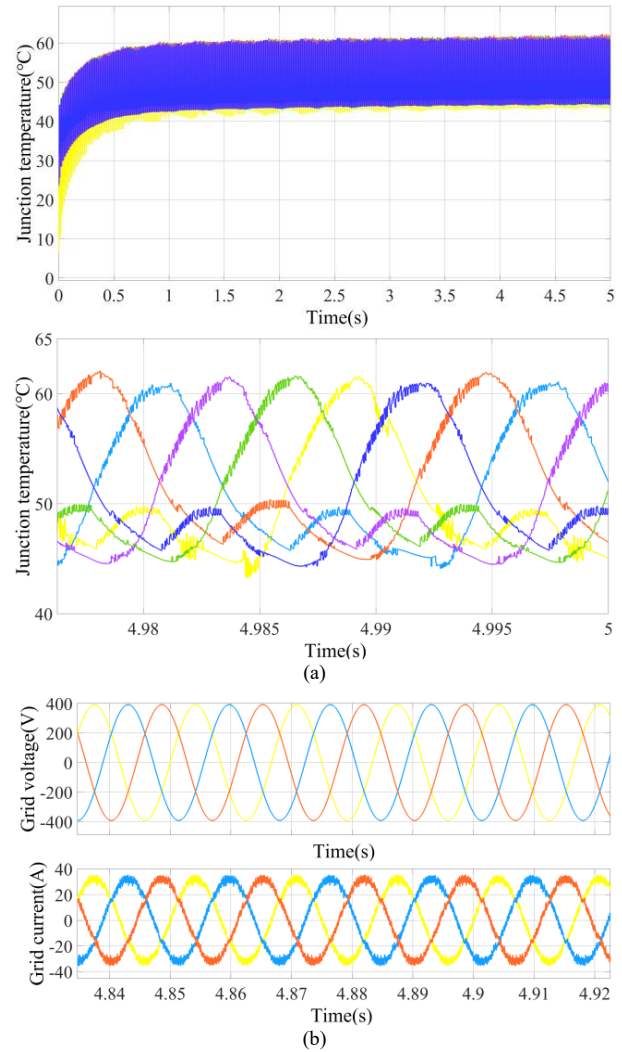 Junction temperature(℃)
60
50
40
30
20
10
0
0 0.5 1 1.5 2 2.5 3 3.5 4 4.5 5
Time(s)
Junction temperature(℃)
65
60
50
40
4.98 4.985 4.99 4.995 5
Time(s)
(a)
Grid voltage(V)
400
200
0
-200
-400
Time(s)
Grid current(A)
40
20
0
-20
-40
4.84 4.85 4.86 4.87 4.88 4.89 4.9 4.91 4.92
Time(s)
(b)